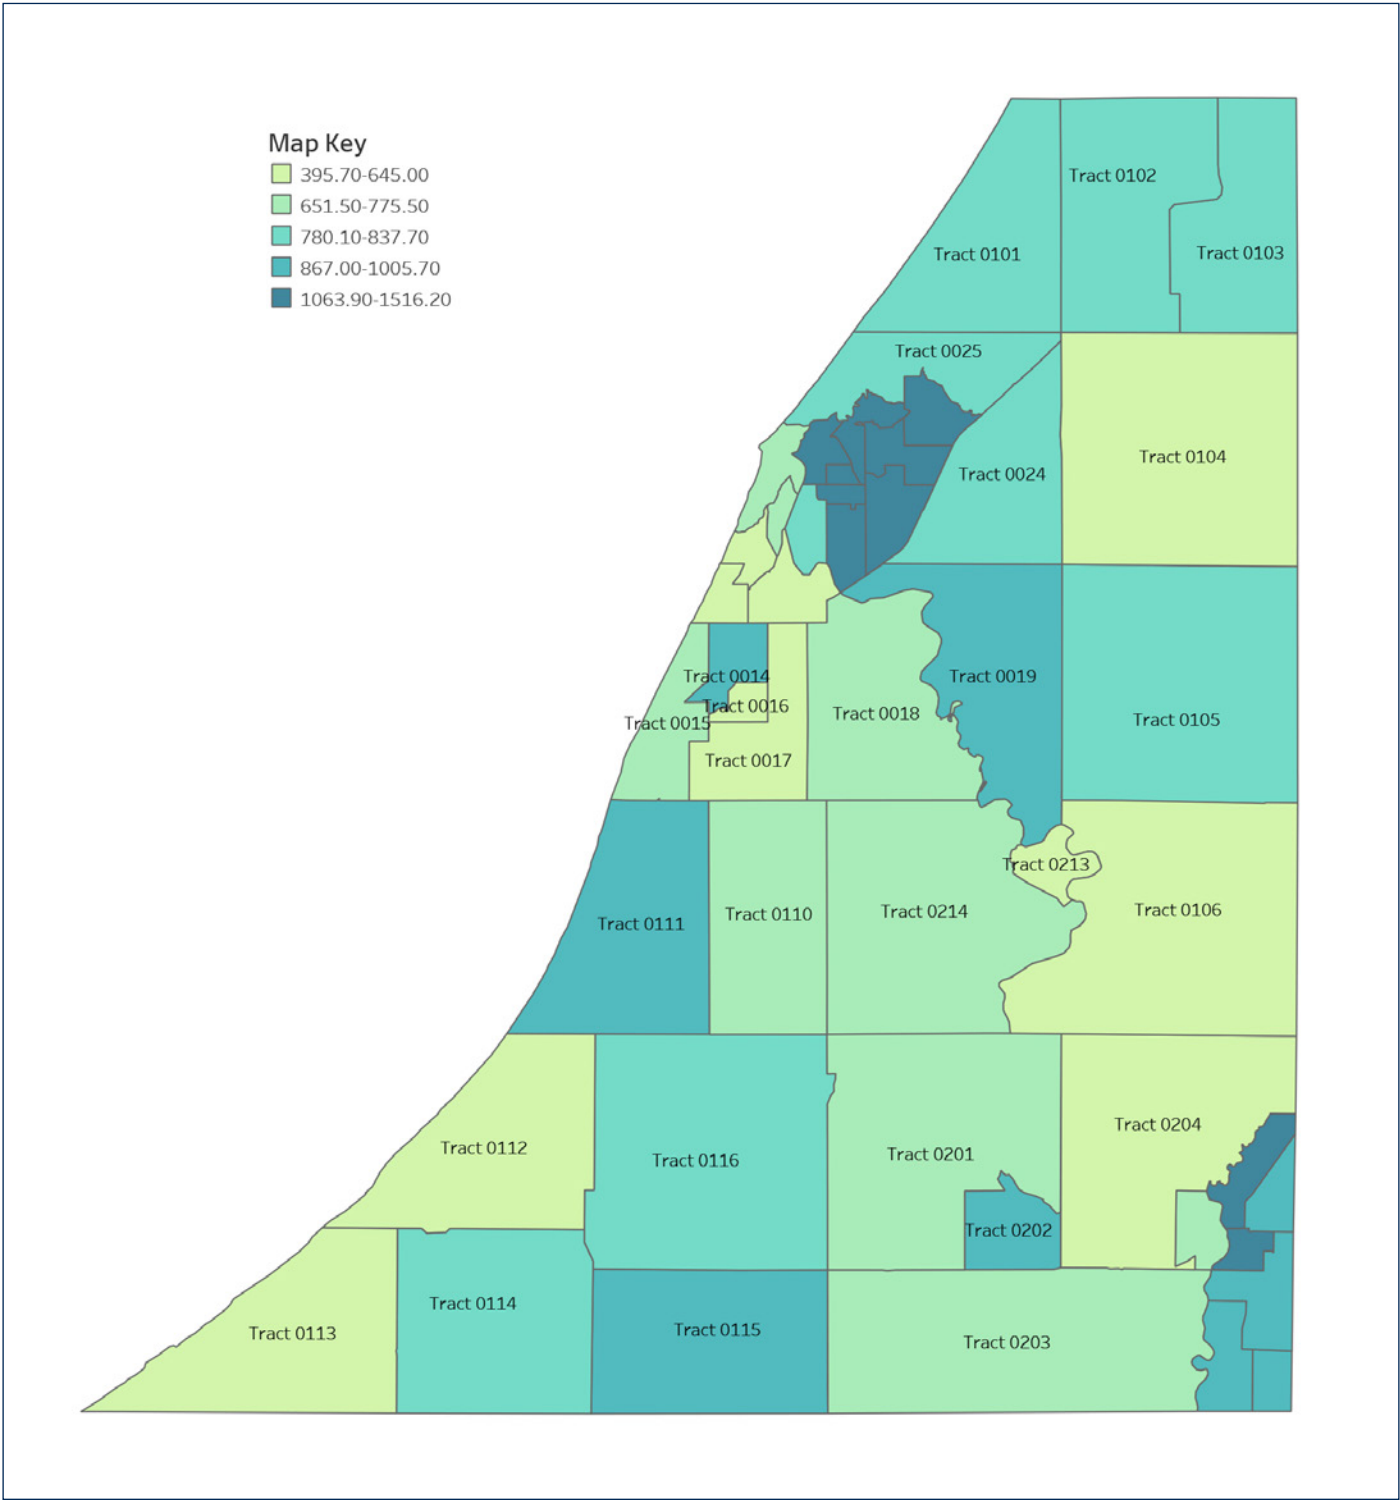 Map Key
395.70-645.00
651.50-775.50
780.10-837.70
867.00-1005.70
1063.90-1516.20
Tract 0102
Tract 0101
Tract 0103
Tract 0025
Tract 0104
Tract 0024
Tract 0014
Tract 0019
Tract 0016
Tract 0015
Tract 0018
Tract 0105
Tract 0017
Tract 0213
Tract 0111
Tract 0110
Tract 0214
Tract 0106
Tract 0204
Tract 0112
Tract 0116
Tract 0201
Tract 0202
Tract 0114
Tract 0113
Tract 0115
Tract 0203